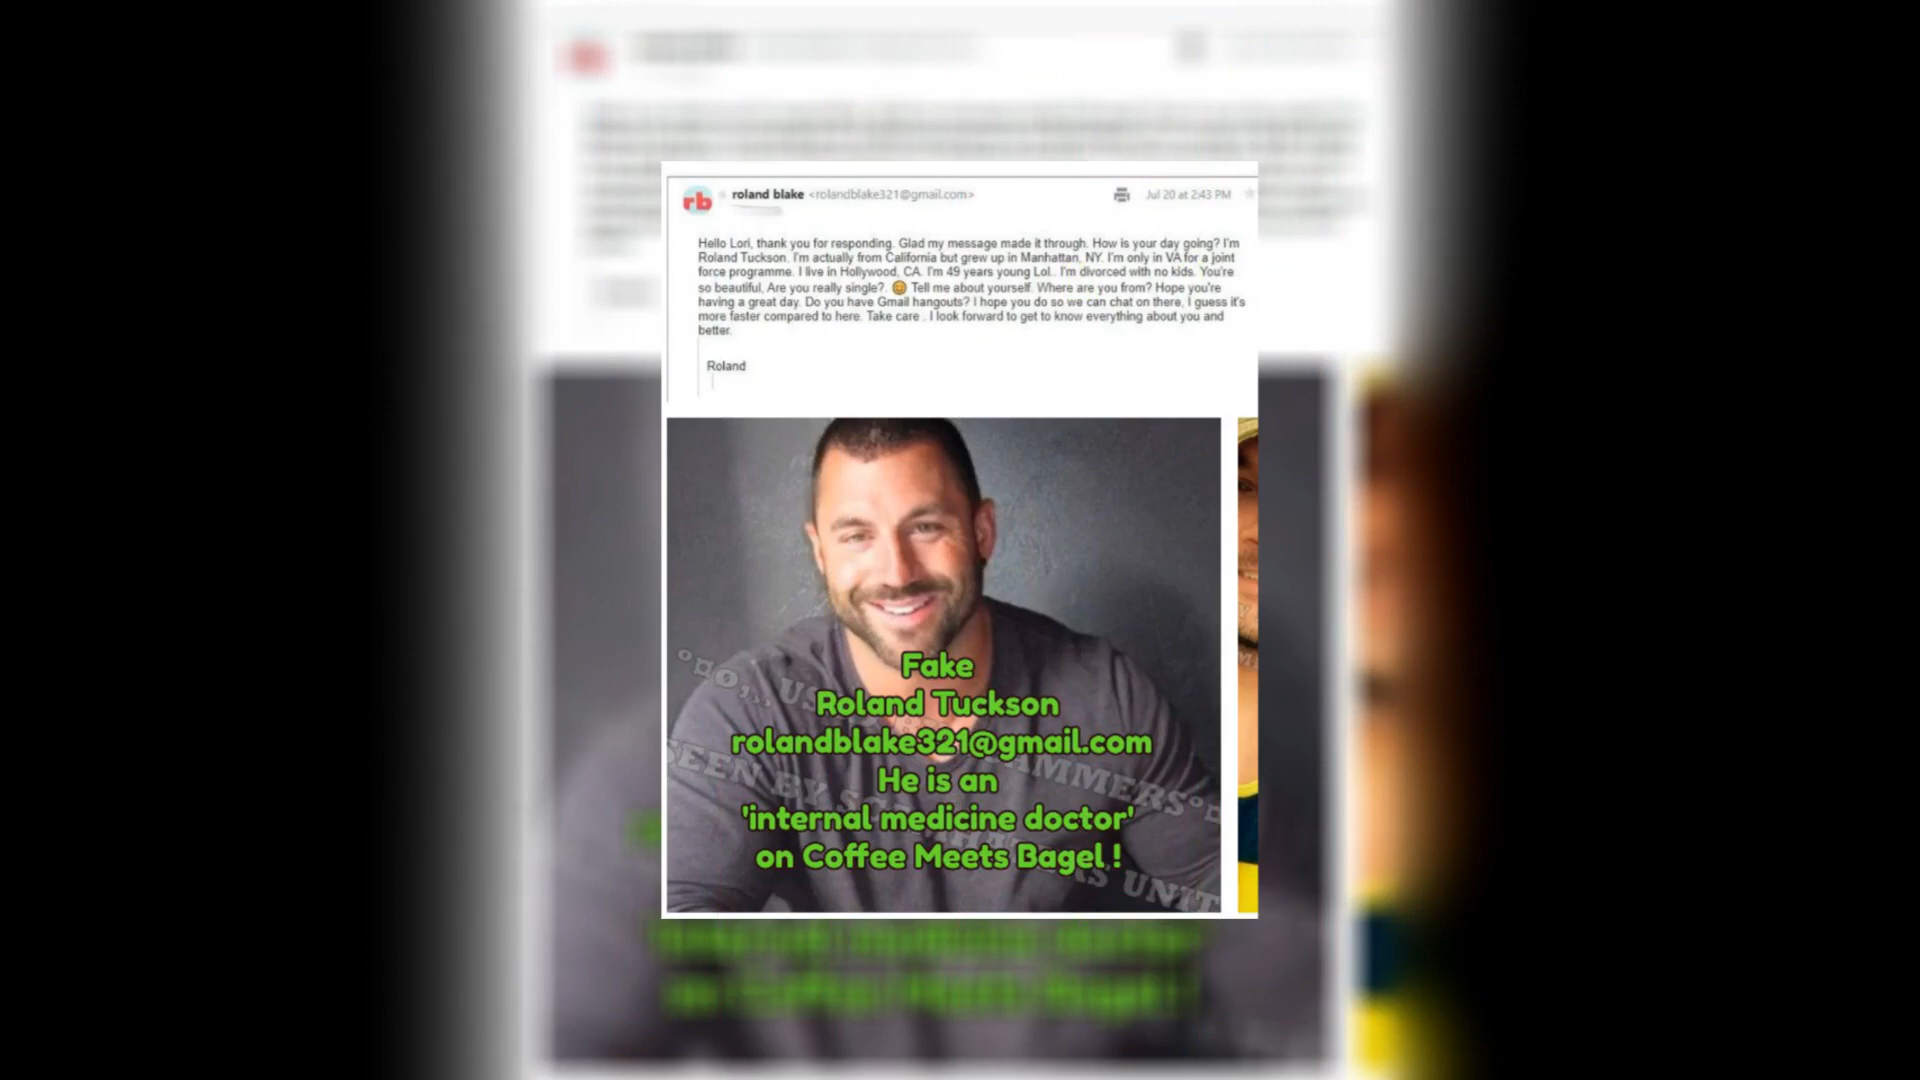 rb
roland blake <rolandblake321@gmail.com>
Jul 20 at 2:43 PM
Hello Lori, thank you for responding. Glad my message made it through. How is your day going? I'm
Roland Tuckson. I'm actually from California but grew up in Manhattan, NY. I'm only in VA for a joint
force programme. I live in Hollywood, CA. I'm 49 years young Lol.. I'm divorced with no kids. You're
so beautiful, Are you really single?. 😊 Tell me about yourself. Where are you from? Hope you're
having a great day. Do you have Gmail hangouts? I hope you do so we can chat on there, I guess it's
more faster compared to here. Take care . I look forward to get to know everything about you and
better.
Roland
Fake
Roland Tuckson
rolandblake321@gmail.com
He is an
'internal medicine doctor'
on Coffee Meets Bagel !